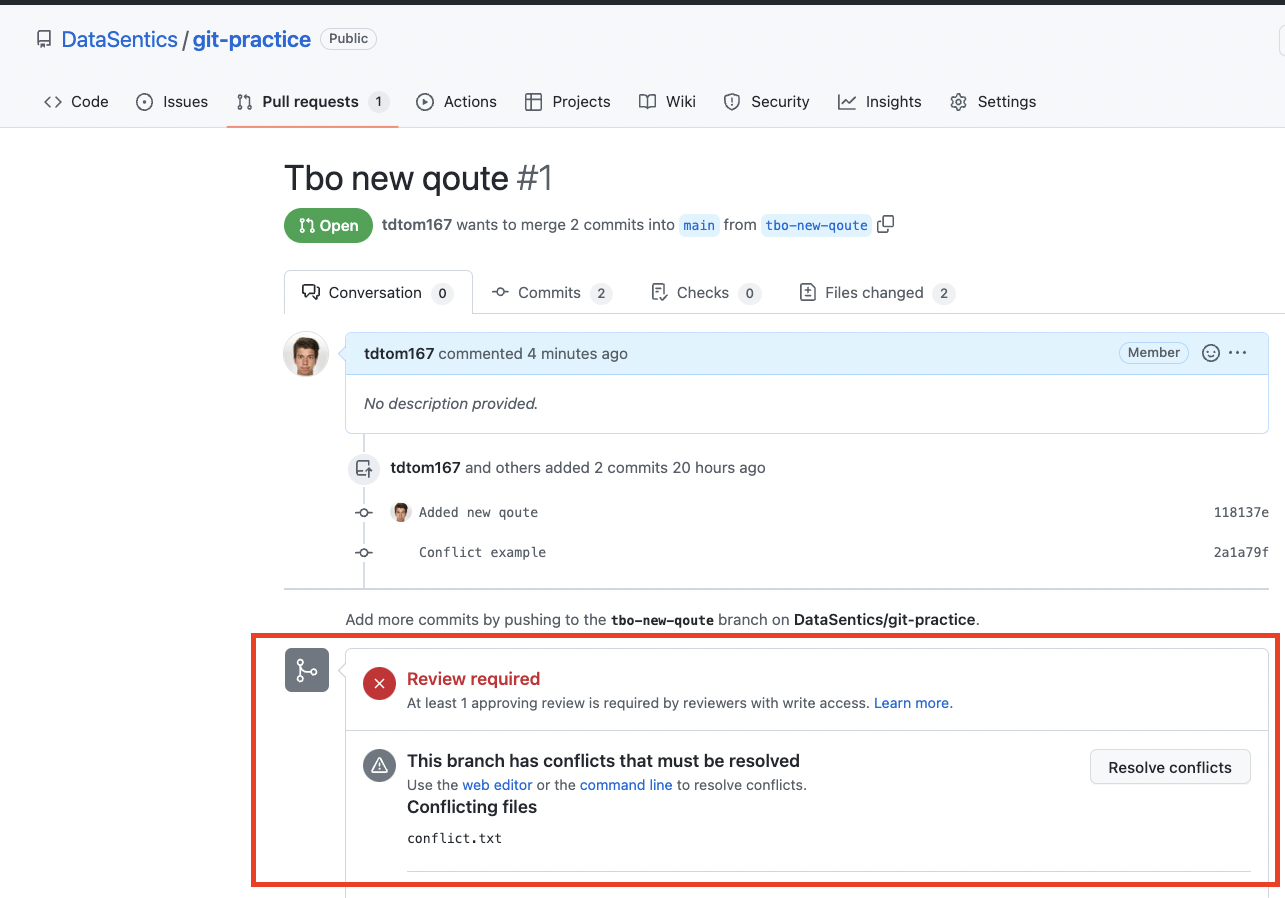 DataSentics / git-practice Public
Code Issues Pull requests 1 Actions Projects Wiki Security Insights Settings
Tbo new qoute #1
Open tdtom167 wants to merge 2 commits into main from tbo-new-qoute
Conversation 0 Commits 2 Checks 0 Files changed 2
tdtom167 commented 4 minutes ago Member
No description provided.
tdtom167 and others added 2 commits 20 hours ago
Added new qoute 118137e
Conflict example 2a1a79f
Add more commits by pushing to the tbo-new-qoute branch on DataSentics/git-practice.
Review required
At least 1 approving review is required by reviewers with write access. Learn more.
This branch has conflicts that must be resolved
Use the web editor or the command line to resolve conflicts.
Resolve conflicts
Conflicting files
conflict.txt